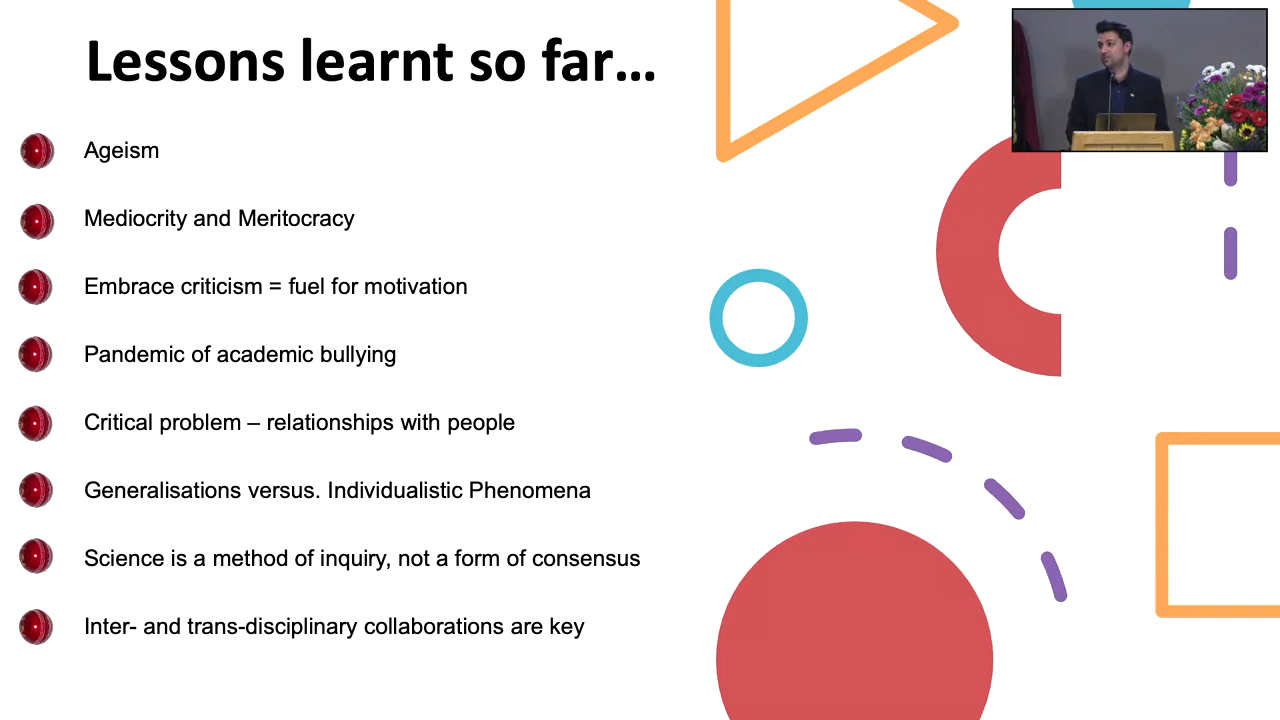 Lessons learnt so far...
Ageism
Mediocrity and Meritocracy
Embrace criticism = fuel for motivation
Pandemic of academic bullying
Critical problem – relationships with people
Generalisations versus. Individualistic Phenomena
Science is a method of inquiry, not a form of consensus
Inter- and trans-disciplinary collaborations are key